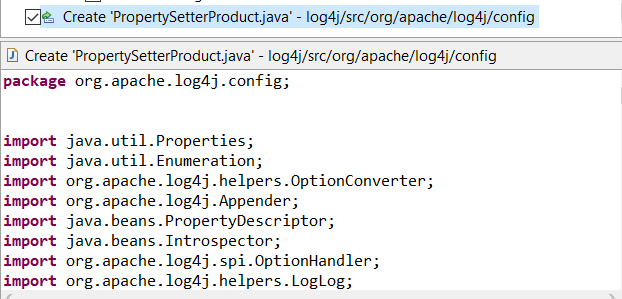 Create 'PropertySetterProduct.java' - log4j/src/org/apache/log4j/config
Create 'PropertySetterProduct.java' - log4j/src/org/apache/log4j/config
package org.apache.log4j.config;
import java.util.Properties;
import java.util.Enumeration;
import org.apache.log4j.helpers.OptionConverter;
import org.apache.log4j.Appender;
import java.beans.PropertyDescriptor;
import java.beans.Introspector;
import org.apache.log4j.spi.OptionHandler;
import org.apache.log4j.helpers.LogLog;